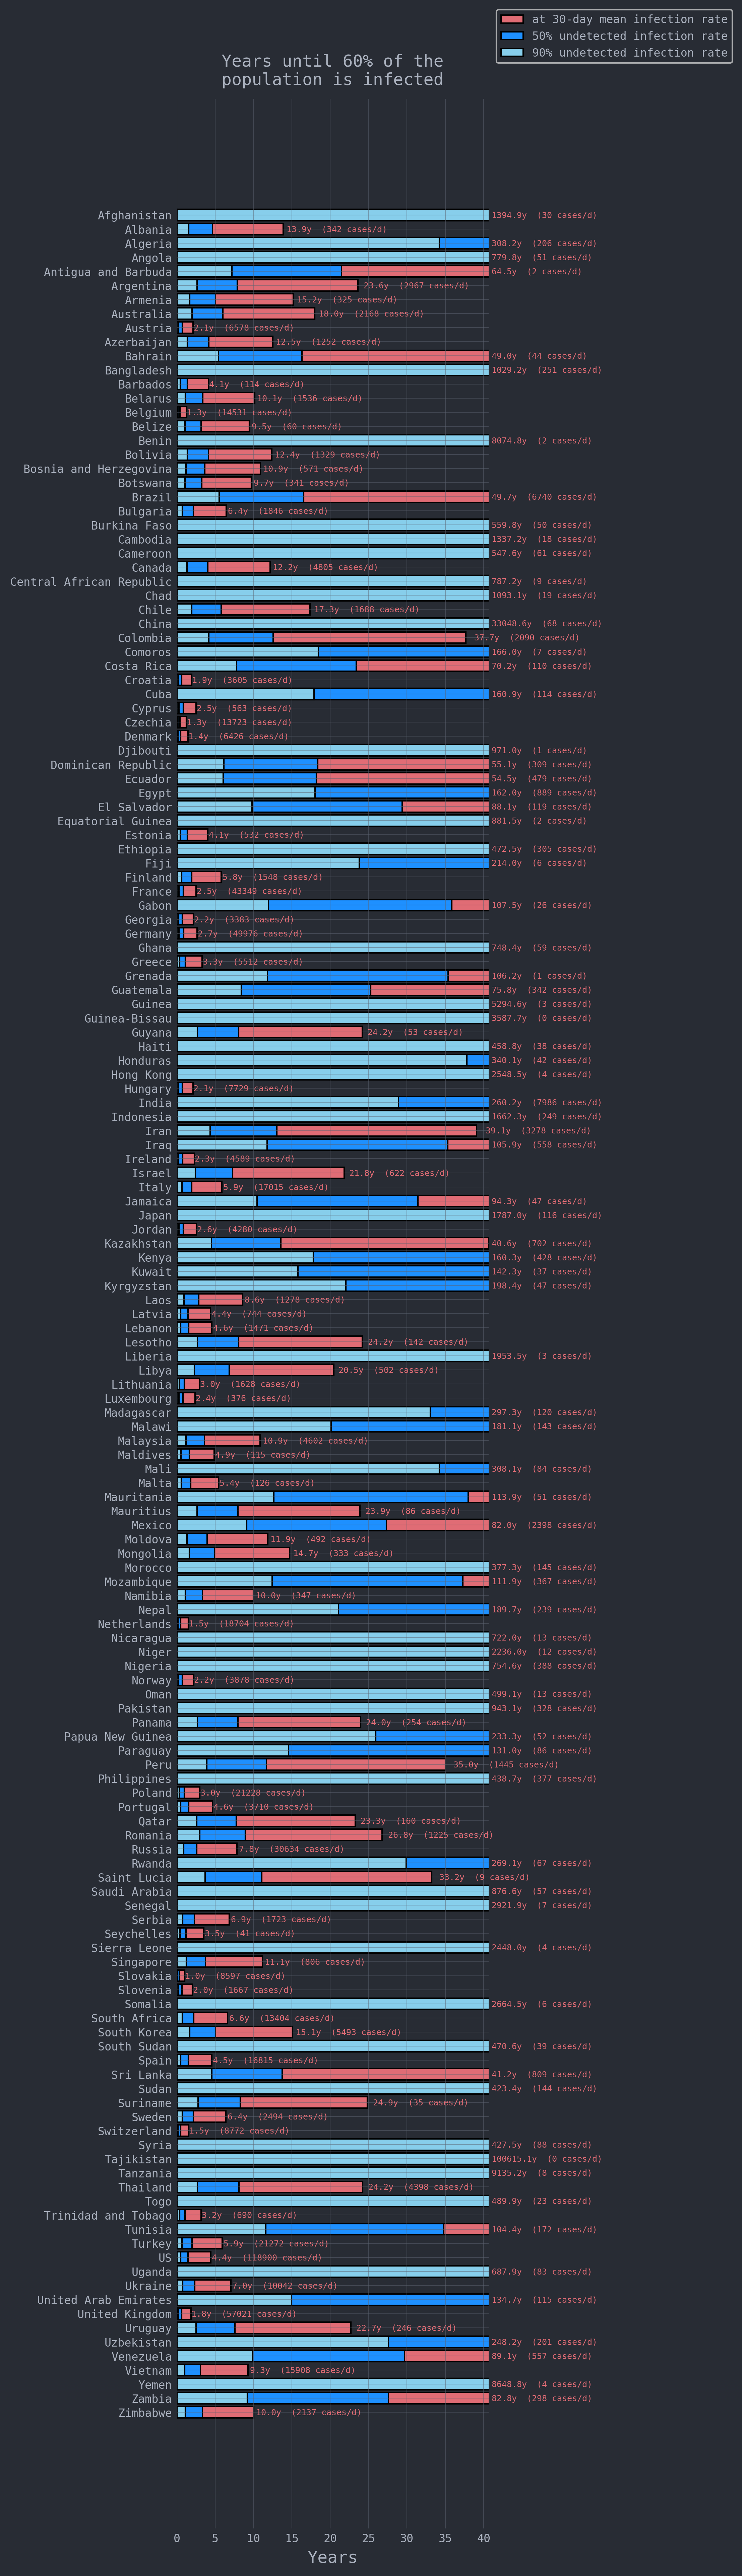 at 30-day mean infection rate
50% undetected infection rate
90% undetected infection rate
Years until 60% of the
population is infected
Afghanistan 1394.9y (30 cases/d)
Albania 13.9y (342 cases/d)
Algeria 308.2y (206 cases/d)
Angola 779.8y (51 cases/d)
Antigua and Barbuda 64.5y (2 cases/d)
Argentina 23.6y (2967 cases/d)
Armenia 15.2y (325 cases/d)
Australia 18.0y (2168 cases/d)
Austria 2.1y (6578 cases/d)
Azerbaijan 12.5y (1252 cases/d)
Bahrain 49.0y (44 cases/d)
Bangladesh 1029.2y (251 cases/d)
Barbados 4.1y (114 cases/d)
Belarus 10.1y (1536 cases/d)
Belgium 1.3y (14531 cases/d)
Belize 9.5y (60 cases/d)
Benin 8074.8y (2 cases/d)
Bolivia 12.4y (1329 cases/d)
Bosnia and Herzegovina 10.9y (571 cases/d)
Botswana 9.7y (341 cases/d)
Brazil 49.7y (6740 cases/d)
Bulgaria 6.4y (1846 cases/d)
Burkina Faso 559.8y (50 cases/d)
Cambodia 1337.2y (18 cases/d)
Cameroon 547.6y (61 cases/d)
Canada 12.2y (4805 cases/d)
Central African Republic 787.2y (9 cases/d)
Chad 1093.1y (19 cases/d)
Chile 17.3y (1688 cases/d)
China 33048.6y (68 cases/d)
Colombia 37.7y (2090 cases/d)
Comoros 166.0y (7 cases/d)
Costa Rica 70.2y (110 cases/d)
Croatia 1.9y (3605 cases/d)
Cuba 160.9y (114 cases/d)
Cyprus 2.5y (563 cases/d)
Czechia 1.3y (13723 cases/d)
Denmark 1.4y (6426 cases/d)
Djibouti 971.0y (1 cases/d)
Dominican Republic 55.1y (309 cases/d)
Ecuador 54.5y (479 cases/d)
Egypt 162.0y (889 cases/d)
El Salvador 88.1y (119 cases/d)
Equatorial Guinea 881.5y (2 cases/d)
Estonia 4.1y (532 cases/d)
Ethiopia 472.5y (305 cases/d)
Fiji 214.0y (6 cases/d)
Finland 5.8y (1548 cases/d)
France 2.5y (43349 cases/d)
Gabon 107.5y (26 cases/d)
Georgia 2.2y (3383 cases/d)
Germany 2.7y (49976 cases/d)
Ghana 748.4y (59 cases/d)
Greece 3.3y (5512 cases/d)
Grenada 106.2y (1 cases/d)
Guatemala 75.8y (342 cases/d)
Guinea 5294.6y (3 cases/d)
Guinea-Bissau 3587.7y (0 cases/d)
Guyana 24.2y (53 cases/d)
Haiti 458.8y (38 cases/d)
Honduras 340.1y (42 cases/d)
Hong Kong 2548.5y (4 cases/d)
Hungary 2.1y (7729 cases/d)
India 260.2y (7986 cases/d)
Indonesia 1662.3y (249 cases/d)
Iran 39.1y (3278 cases/d)
Iraq 105.9y (558 cases/d)
Ireland 2.3y (4589 cases/d)
Israel 21.8y (622 cases/d)
Italy 5.9y (17015 cases/d)
Jamaica 94.3y (47 cases/d)
Japan 1787.0y (116 cases/d)
Jordan 2.6y (4280 cases/d)
Kazakhstan 40.6y (702 cases/d)
Kenya 160.3y (428 cases/d)
Kuwait 142.3y (37 cases/d)
Kyrgyzstan 198.4y (47 cases/d)
Laos 8.6y (1278 cases/d)
Latvia 4.4y (744 cases/d)
Lebanon 4.6y (1471 cases/d)
Lesotho 24.2y (142 cases/d)
Liberia 1953.5y (3 cases/d)
Libya 20.5y (502 cases/d)
Lithuania 3.0y (1628 cases/d)
Luxembourg 2.4y (376 cases/d)
Madagascar 297.3y (120 cases/d)
Malawi 181.1y (143 cases/d)
Malaysia 10.9y (4602 cases/d)
Maldives 4.9y (115 cases/d)
Mali 308.1y (84 cases/d)
Malta 5.4y (126 cases/d)
Mauritania 113.9y (51 cases/d)
Mauritius 23.9y (86 cases/d)
Mexico 82.0y (2398 cases/d)
Moldova 11.9y (492 cases/d)
Mongolia 14.7y (333 cases/d)
Morocco 377.3y (145 cases/d)
Mozambique 111.9y (367 cases/d)
Namibia 10.0y (347 cases/d)
Nepal 189.7y (239 cases/d)
Netherlands 1.5y (18704 cases/d)
Nicaragua 722.0y (13 cases/d)
Niger 2236.0y (12 cases/d)
Nigeria 754.6y (388 cases/d)
Norway 2.2y (3878 cases/d)
Oman 499.1y (13 cases/d)
Pakistan 943.1y (328 cases/d)
Panama 24.0y (254 cases/d)
Papua New Guinea 233.3y (52 cases/d)
Paraguay 131.0y (86 cases/d)
Peru 35.0y (1445 cases/d)
Philippines 438.7y (377 cases/d)
Poland 3.0y (21228 cases/d)
Portugal 4.6y (3710 cases/d)
Qatar 23.3y (160 cases/d)
Romania 26.8y (1225 cases/d)
Russia 7.8y (30634 cases/d)
Rwanda 269.1y (67 cases/d)
Saint Lucia 33.2y (9 cases/d)
Saudi Arabia 876.6y (57 cases/d)
Senegal 2921.9y (7 cases/d)
Serbia 6.9y (1723 cases/d)
Seychelles 3.5y (41 cases/d)
Sierra Leone 2448.0y (4 cases/d)
Singapore 11.1y (806 cases/d)
Slovakia 1.0y (8597 cases/d)
Slovenia 2.0y (1667 cases/d)
Somalia 2664.5y (6 cases/d)
South Africa 6.6y (13404 cases/d)
South Korea 15.1y (5493 cases/d)
South Sudan 470.6y (39 cases/d)
Spain 4.5y (16815 cases/d)
Sri Lanka 41.2y (809 cases/d)
Sudan 423.4y (144 cases/d)
Suriname 24.9y (35 cases/d)
Sweden 6.4y (2494 cases/d)
Switzerland 1.5y (8772 cases/d)
Syria 427.5y (88 cases/d)
Tajikistan 100615.1y (0 cases/d)
Tanzania 9135.2y (8 cases/d)
Thailand 24.2y (4398 cases/d)
Togo 489.9y (23 cases/d)
Trinidad and Tobago 3.2y (690 cases/d)
Tunisia 104.4y (172 cases/d)
Turkey 5.9y (21272 cases/d)
US 4.4y (118900 cases/d)
Uganda 687.9y (83 cases/d)
Ukraine 7.0y (10042 cases/d)
United Arab Emirates 134.7y (115 cases/d)
United Kingdom 1.8y (57021 cases/d)
Uruguay 22.7y (246 cases/d)
Uzbekistan 248.2y (201 cases/d)
Venezuela 89.1y (557 cases/d)
Vietnam 9.3y (15908 cases/d)
Yemen 8648.8y (4 cases/d)
Zambia 82.8y (298 cases/d)
Zimbabwe 10.0y (2137 cases/d)
0 5 10 15 20 25 30 35 40
Years